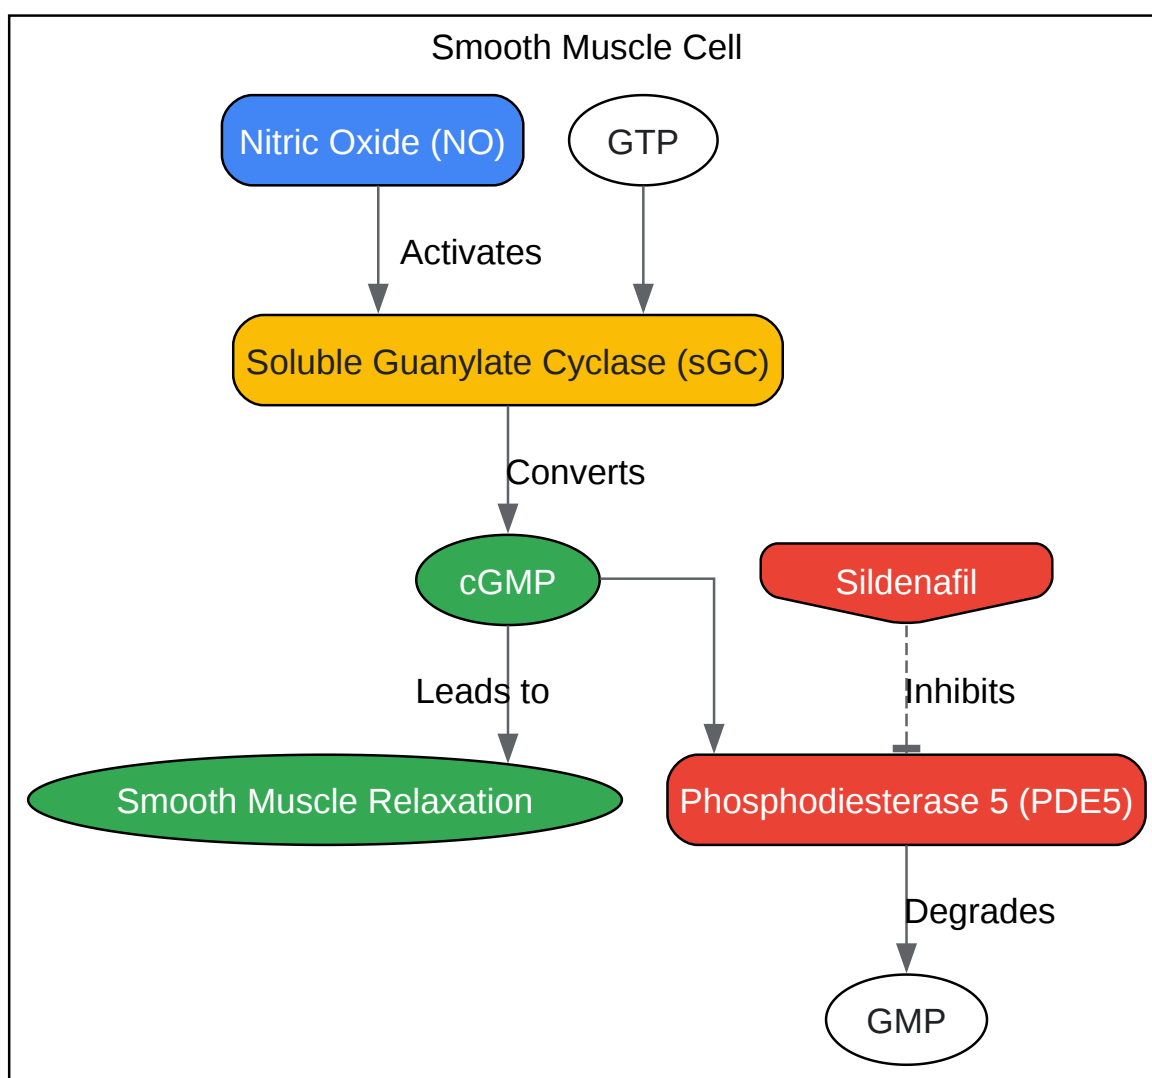 Smooth Muscle Cell
Nitric Oxide (NO)
GTP
Activates
Soluble Guanylate Cyclase (sGC)
Converts
cGMP
Sildenafil
Leads to
Inhibits
Smooth Muscle Relaxation
Phosphodiesterase 5 (PDE5)
Degrades
GMP